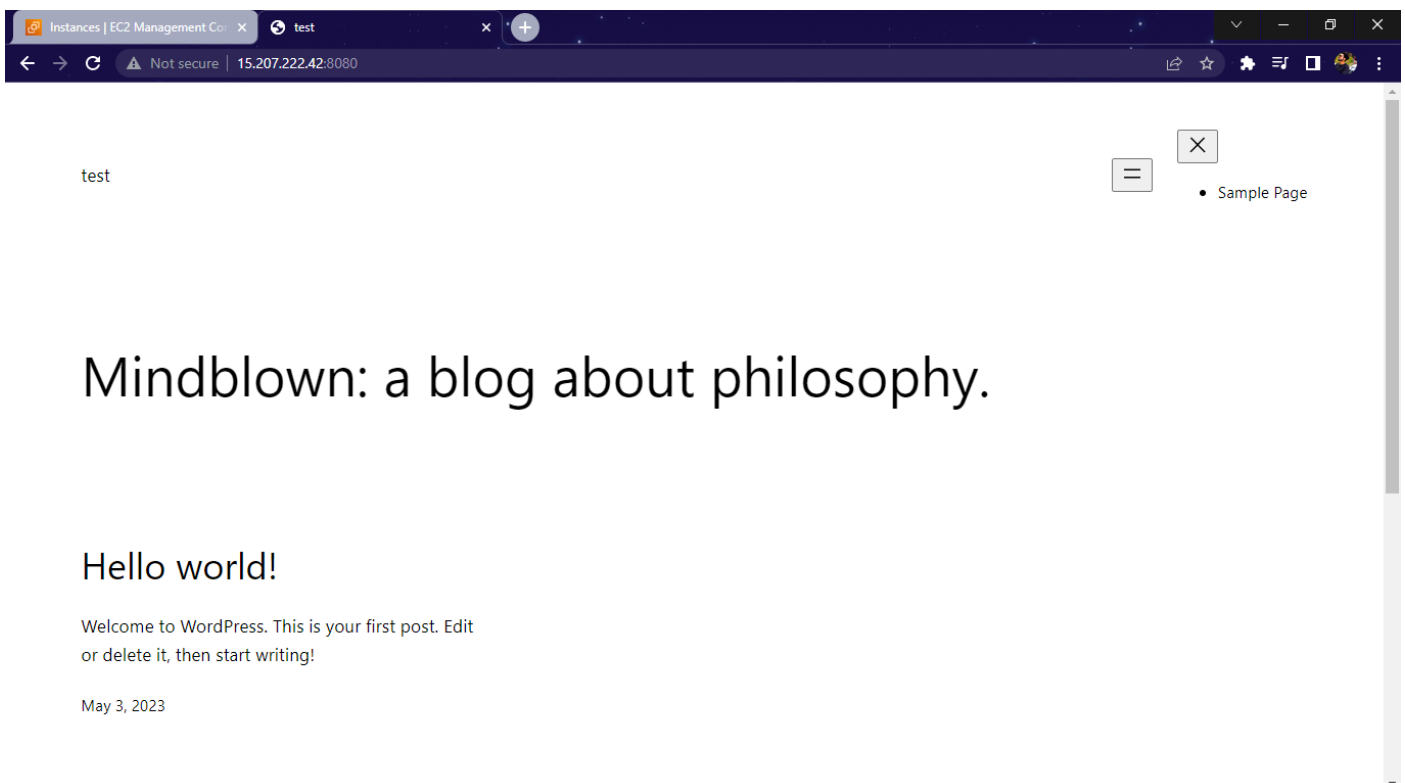 Instances | EC2 Management Co
test
Not secure | 15.207.222.42:8080
test
Sample Page
Mindblown: a blog about philosophy.
Hello world!
Welcome to WordPress. This is your first post. Edit
or delete it, then start writing!
May 3, 2023